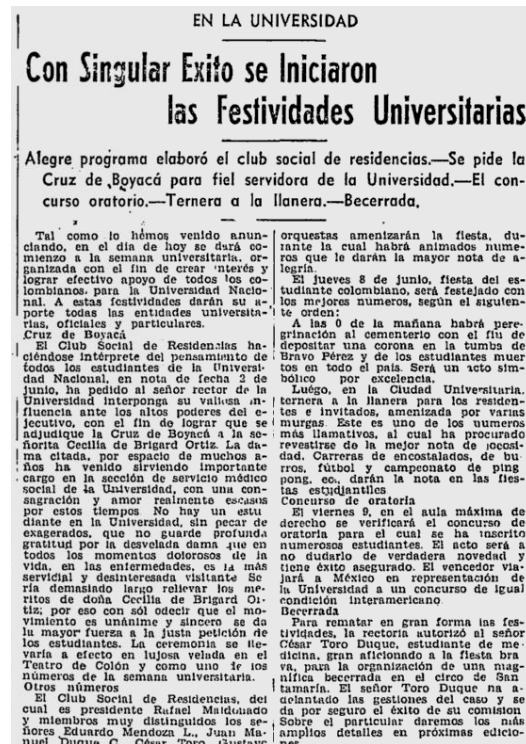 EN LA UNIVERSIDAD
Con Singular Exito se Iniciaron
las Festividades Universitarias
Alegre programa elaboró el club social de residencias.—Se pide la
Cruz de Boyacá para fiel servidora de la Universidad.—El con-
curso oratorio.—Ternera a la llanera.—Becerrada.
Tal como lo hemos venido anun-
ciando, en el día de hoy se dará co-
mienzo a la semana universitaria, or-
ganizada con el fin de crear interés y
lograr efectivo apoyo de todos los co-
lombianos para la Universidad Nacio-
nal. A estas festividades darán su a-
porte todas las entidades universita-
rias, oficiales y particulares.
Cruz de Boyacá
El Club Social de Residencias ha-
ciéndose intérprete del pensamiento de
todos los estudiantes de la Universi-
dad Nacional, en nota de fecha 2 de
junio, ha pedido al señor rector de la
Universidad interponga su valiosa in-
fluencia ante los altos poderes del e-
jecutivo, con el fin de lograr que se
adjudique la Cruz de Boyacá a la se-
ñorita Cecilia de Brigard Ortiz. La da-
ma citada, por espacio de muchos a-
ños ha venido sirviendo importante
cargo en la sección de servicio médico
social de la Universidad, con una con-
sagración y amor realmente escasos
por estos tiempos No hay un estu
diante en la Universidad, sin pecar de
exagerados, que no guarde profunda
gratitud por la desvelada dama que en
todos los momentos dolorosos de la
vida, en las enfermedades, es la más
servicial y desinteresada visitante Se
ría demasiado largo relievar los mé-
ritos de doña Cecilia de Brigard Or-
tiz; por eso con sól odecir que el mo-
vimiento es unánime y sincero se da
la mayor fuerza a la justa petición de
los estudiantes. La ceremonia se lle-
varía a efecto en lujosa velada en el
Teatro de Colón y como uno de los
números de la semana universitaria.
Otros números
El Club Social de Residencias, del
cual es presidente Rafael Maldonado
y miembros muy distinguidos los se-
ñores Eduardo Mendoza L., Juan Ma-
nuel Duque C., César Toro, Gustavo
orquestas amenizarán la fiesta, du-
rante la cual habrá animados nume-
ros que le darán la mayor nota de a-
legría.
El jueves 8 de junio, fiesta del es-
tudiante colombiano, será festejado con
los mejores numeros, según el siguien-
te orden:
A las 0 de la mañana habrá pere-
grinación al cementerio con el fin de
depostar una corona en la tumba de
Bravo Pérez y de los estudiantes muer
tos en todo el país. Será un acto sim-
bólico por excelencia.
Luégo, en la Ciudad Universitaria,
ternera a la llanera para los residen-
tes e invitados, amenizada por varias
murgas. Este es uno de los numeros
más llamativos, al cual ha procurado
revestirse de la mejor nota de jocosi-
dad. Carreras de encostalados, de bu-
rros, fútbol y campeonato de ping
pong, ec., darán la nota en las fies-
tas estudiantles
Concurso de oratoria
El viernes 9, en el aula máxima de
derecho se verificará el concurso de
oratoria para el cual se ha inscrito
numerosos estudiantes. El acto será a
no dudarlo de verdadera novedad y
tiene éxito asegurado. El vencedor via-
jará a México en representación de
la Universidad a un concurso de igual
condición interamericano.
Becerrada
Para rematar en gran forma las fes-
tividades, la rectoria autorizó al señor
César Toro Duque, estudiante de me-
dicina, gran aficionado a la fiesta bra
va, para la organización de una mag-
nífica becerrada en el circo de San-
tamaría. El señor Toro Duque ha a-
delantado las gestiones del caso y se
da por seguro el éxito de su comisión
Sobre el particular daremos los más
amplios detalles en próximas edicio-
nes